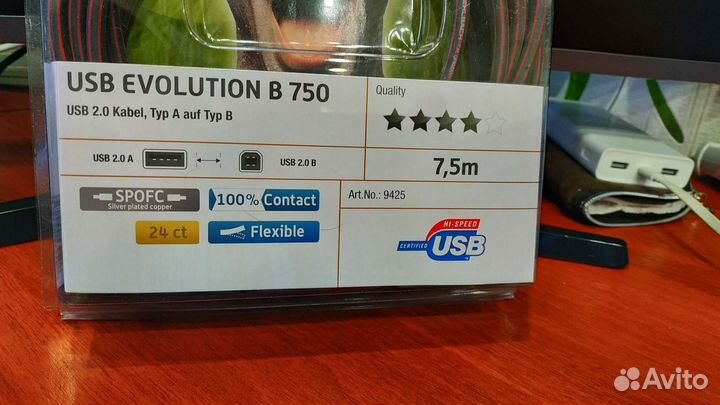 USB EVOLUTION B 750
USB 2.0 Kabel, Typ A auf Typ B
Quality
USB 2.0 A
USB 2.0 B
7,5m
SPOFC
Silver plated copper
100% Contact
24 ct
Flexible
Art.No.: 9425
HI-SPEED
CERTIFIED
USB
TM
Avito